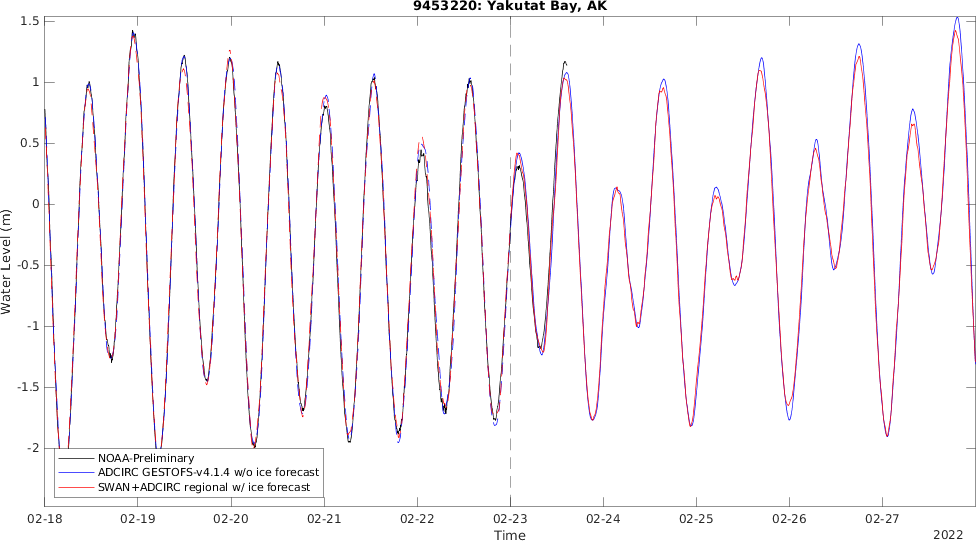 9453220: Yakutat Bay, AK
1.5
1
0.5
0
-0.5
-1
-1.5
-2
Water Level (m)
NOAA-Preliminary
ADCIRC GESTOFS-v4.1.4 w/o ice forecast
SWAN+ADCIRC regional w/ ice forecast
02-18 02-19 02-20 02-21 02-22 02-23 02-24 02-25 02-26 02-27
Time
2022